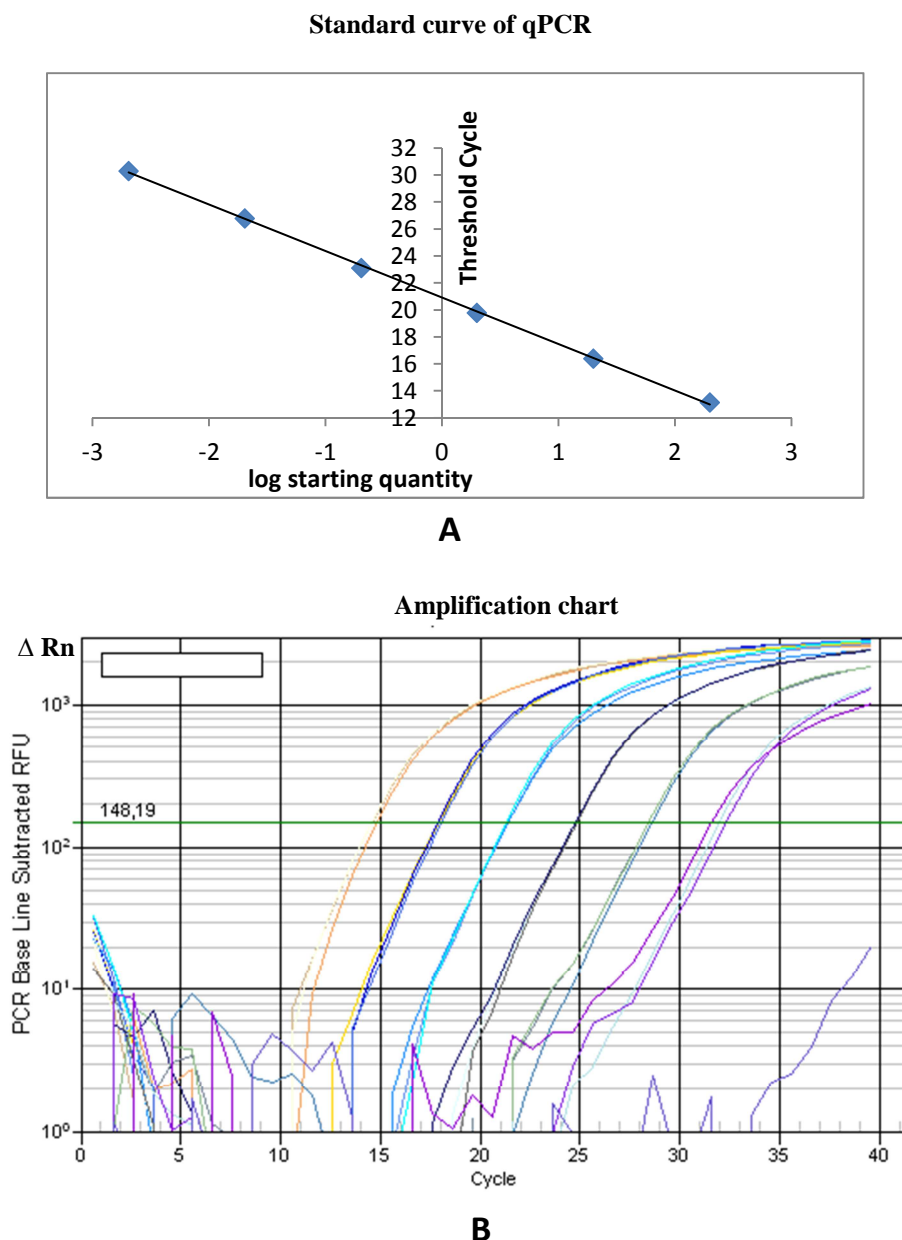 Standard curve of qPCR
32
30
28
26
24
22
20
18
16
14
12
Threshold Cycle
-3 -2 -1 0 1 2 3
log starting quantity
A
Amplification chart
Δ Rn
PCR Base Line Subtracted RFU
10³
148,19
10²
10¹
10⁰
0 5 10 15 20 25 30 35 40
Cycle
B